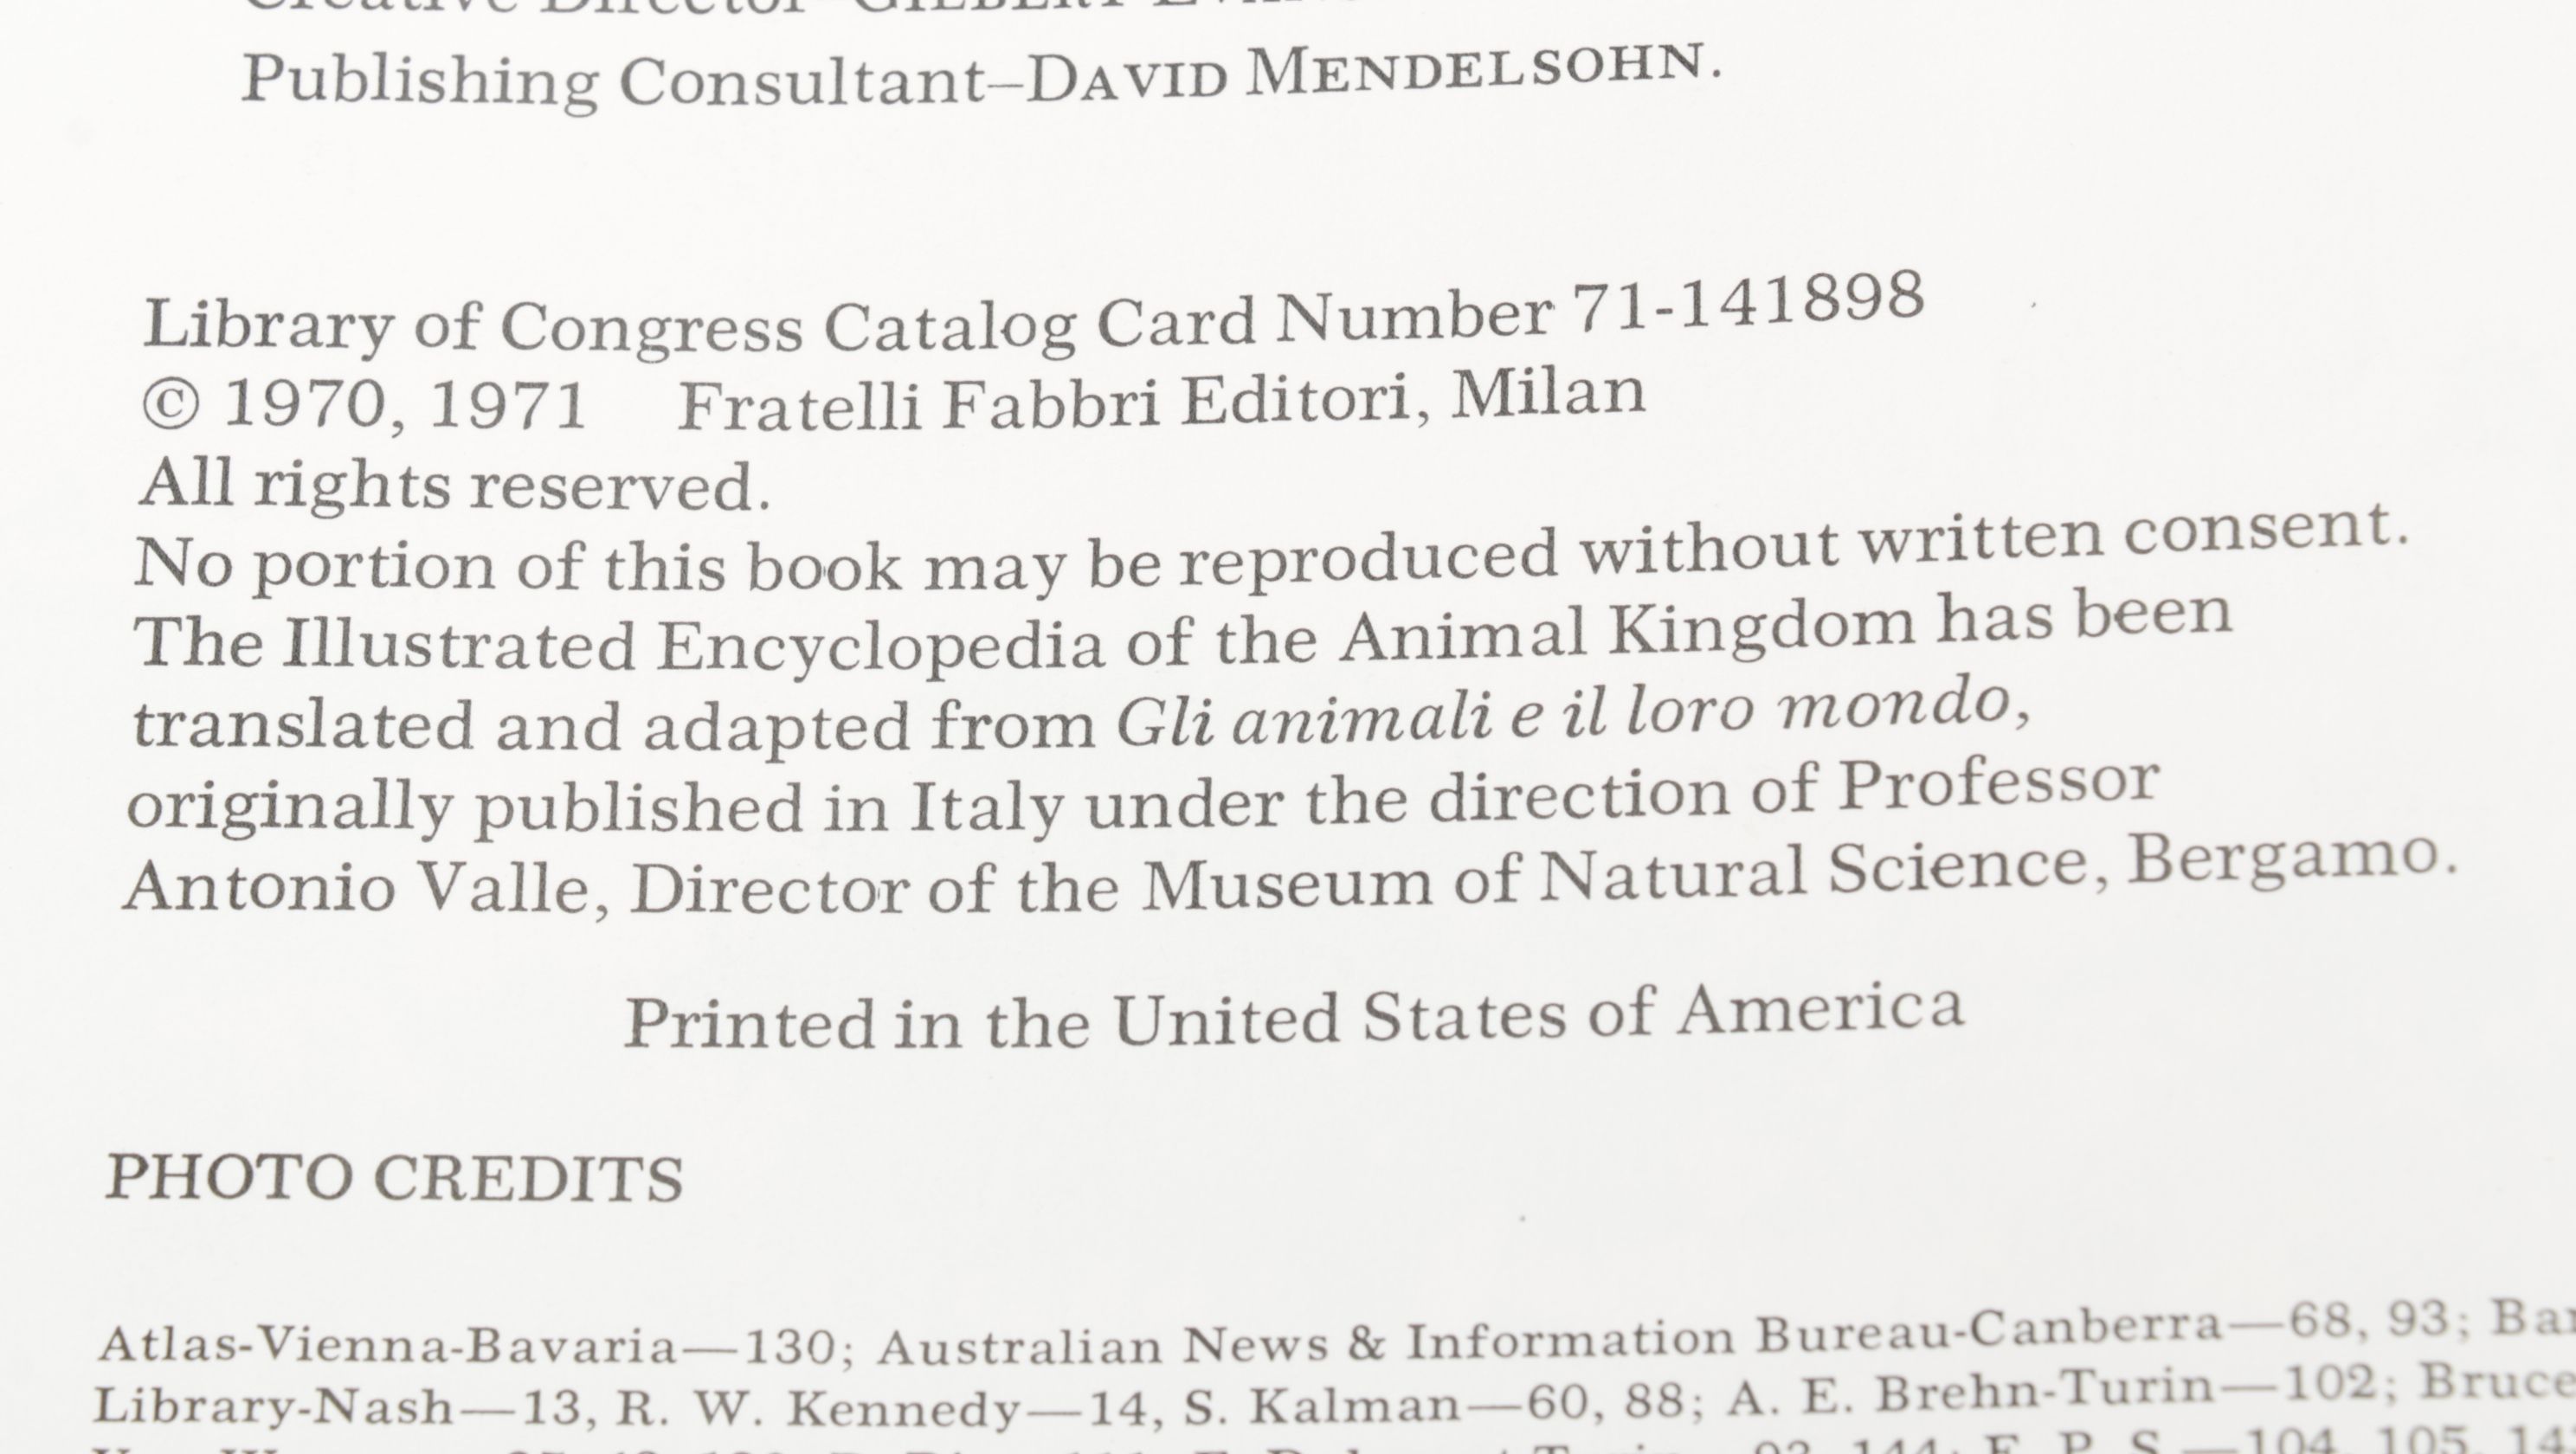 Creative Director–GILBERT EVANS
Publishing Consultant–DAVID MENDELSOHN.
Library of Congress Catalog Card Number 71-141898
© 1970, 1971 Fratelli Fabbri Editori, Milan
All rights reserved.
No portion of this book may be reproduced without written consent.
The Illustrated Encyclopedia of the Animal Kingdom has been
translated and adapted from Gli animali e il loro mondo,
originally published in Italy under the direction of Professor
Antonio Valle, Director of the Museum of Natural Science, Bergamo.
Printed in the United States of America
PHOTO CREDITS
Atlas-Vienna-Bavaria—130; Australian News & Information Bureau-Canberra—68, 93;
Library-Nash—13, R. W. Kennedy—14, S. Kalman—60, 88; A. E. Brehn-Turin—102; Bruce